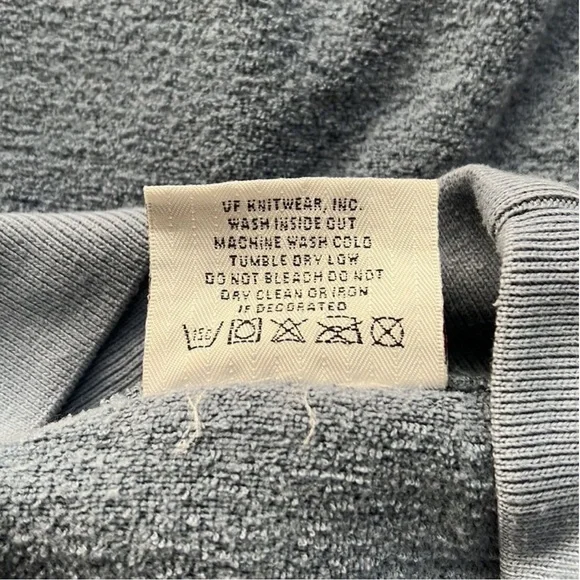 VF KNITWEAR, INC.
WASH INSIDE OUT
MACHINE WASH COLD
TUMBLE DRY LOW
DO NOT BLEACH DO NOT
DRY CLEAN OR IRON
IF DECORATED